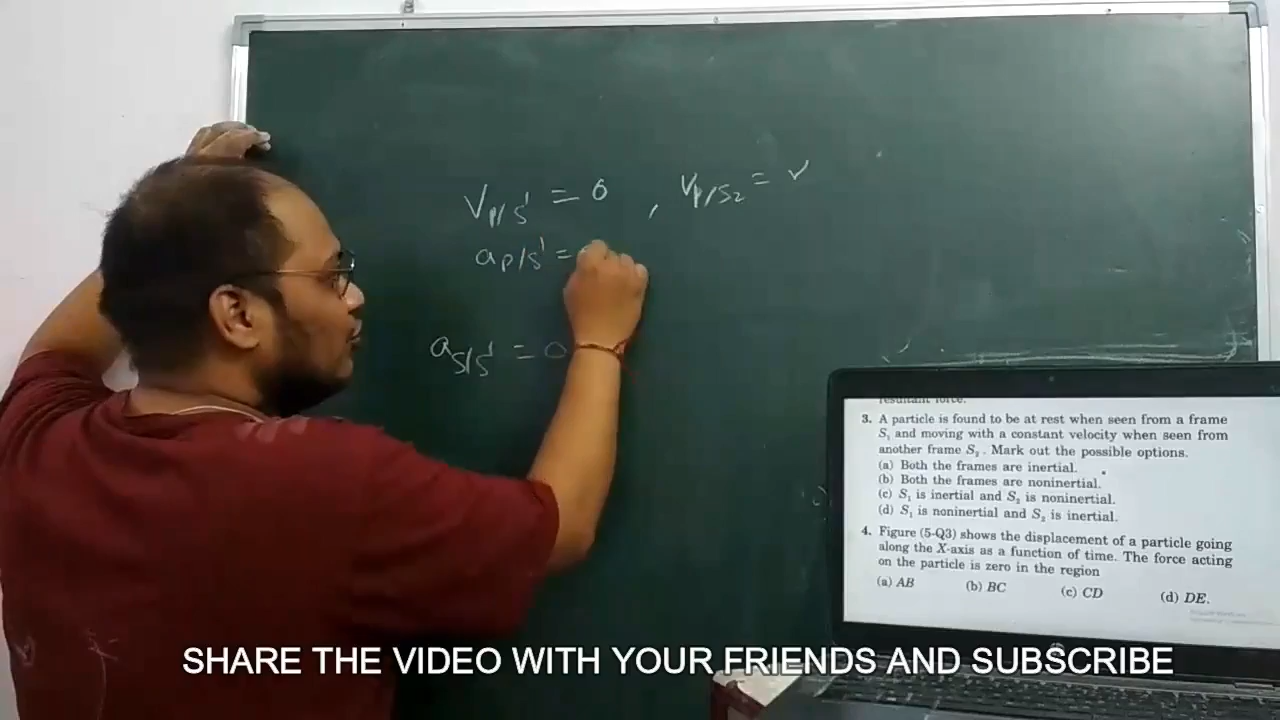 V P/S' = 0 , V P/S2 = v
a P/S' =
a S/S' = 0
resultant force.
3. A particle is found to be at rest when seen from a frame
S₁ and moving with a constant velocity when seen from
another frame S₂. Mark out the possible options.
(a) Both the frames are inertial.
(b) Both the frames are noninertial.
(c) S₁ is inertial and S₂ is noninertial.
(d) S₁ is noninertial and S₂ is inertial.
4. Figure (5-Q3) shows the displacement of a particle going
along the X-axis as a function of time. The force acting
on the particle is zero in the region
(a) AB (b) BC (c) CD (d) DE.
SHARE THE VIDEO WITH YOUR FRIENDS AND SUBSCRIBE